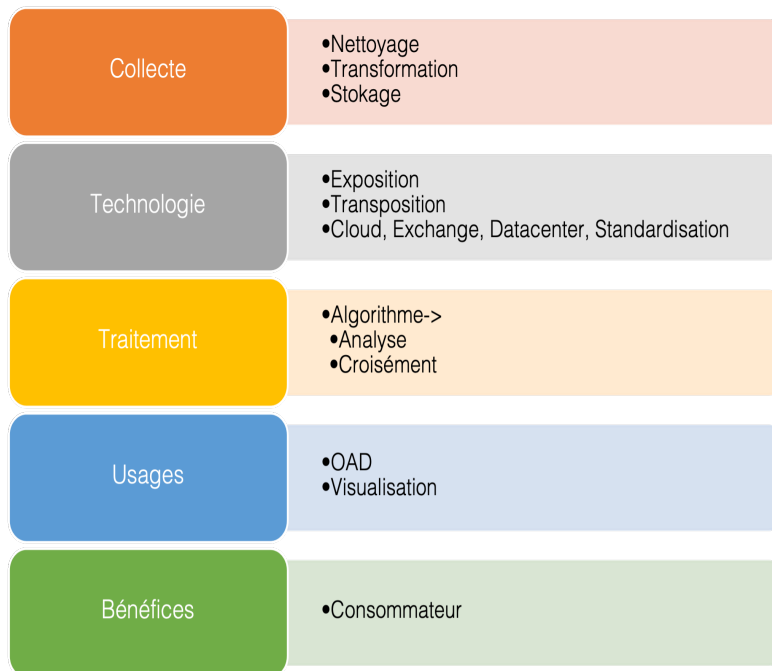 Collecte
•Nettoyage
•Transformation
•Stokage
Technologie
•Exposition
•Transposition
•Cloud, Exchange, Datacenter, Standardisation
Traitement
•Algorithme->
•Analyse
•Croisément
Usages
•OAD
•Visualisation
Bénéfices
•Consommateur